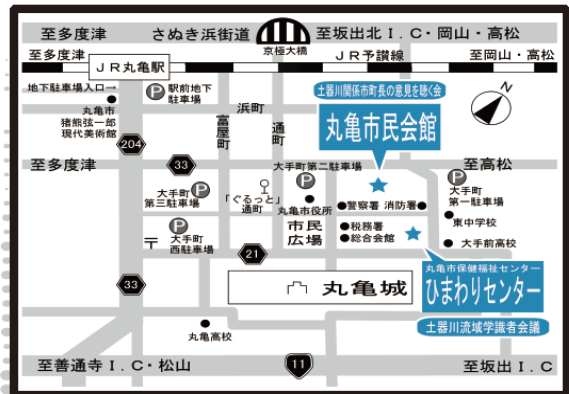 至多度津
さぬき浜街道
至坂出北I.C・岡山・高松
京極大橋
至多度津
JR丸亀駅
JR予讃線
至岡山・高松
地下駐車場入口→
丸亀市
猪熊弦一郎
現代美術館
P
駅前地下
駐車場
浜町
富屋町
通町
土器川関係市町長の意見を聴く会
丸亀市民会館
N
204
至多度津
33
大手町第二駐車場
P
至高松
大手町
第三駐車場
P
「ぐるっと」
通町
丸亀市役所
市民
広場
警察署
消防署
P
大手町
第一駐車場
東中学校
P
〒
大手町
西駐車場
税務署
総合会館
大手前高校
21
33
丸亀城
丸亀市保健福祉センター
ひまわりセンター
土器川流域学識者会議
丸亀高校
至善通寺I.C・松山
11
至坂出I.C